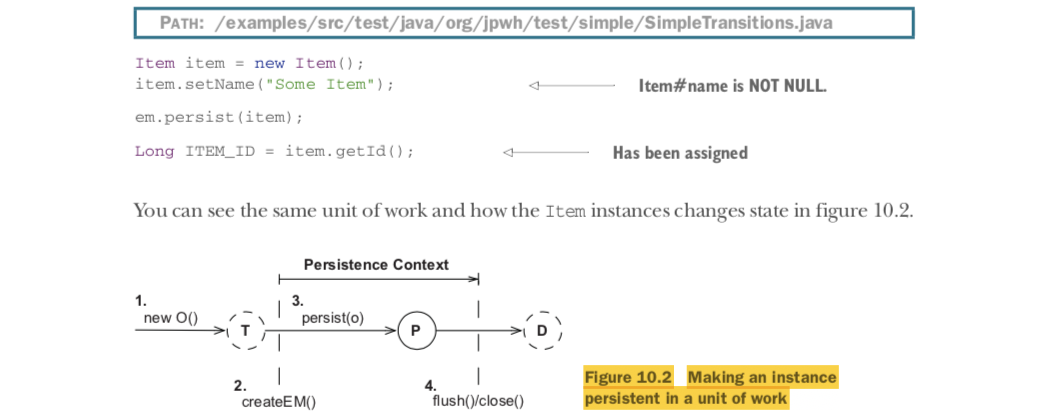 PATH: /examples/src/test/java/org/jpwh/test/simple/SimpleTransitions.java
Item item = new Item();
item.setName("Some Item");
Item#name is NOT NULL.
em.persist(item);
Long ITEM_ID = item.getId();
Has been assigned
You can see the same unit of work and how the Item instances changes state in figure 10.2.
Persistence Context
1.
new O()
T
3.
persist(o)
P
D
2.
createEM()
4.
flush()/close()
Figure 10.2 Making an instance
persistent in a unit of work